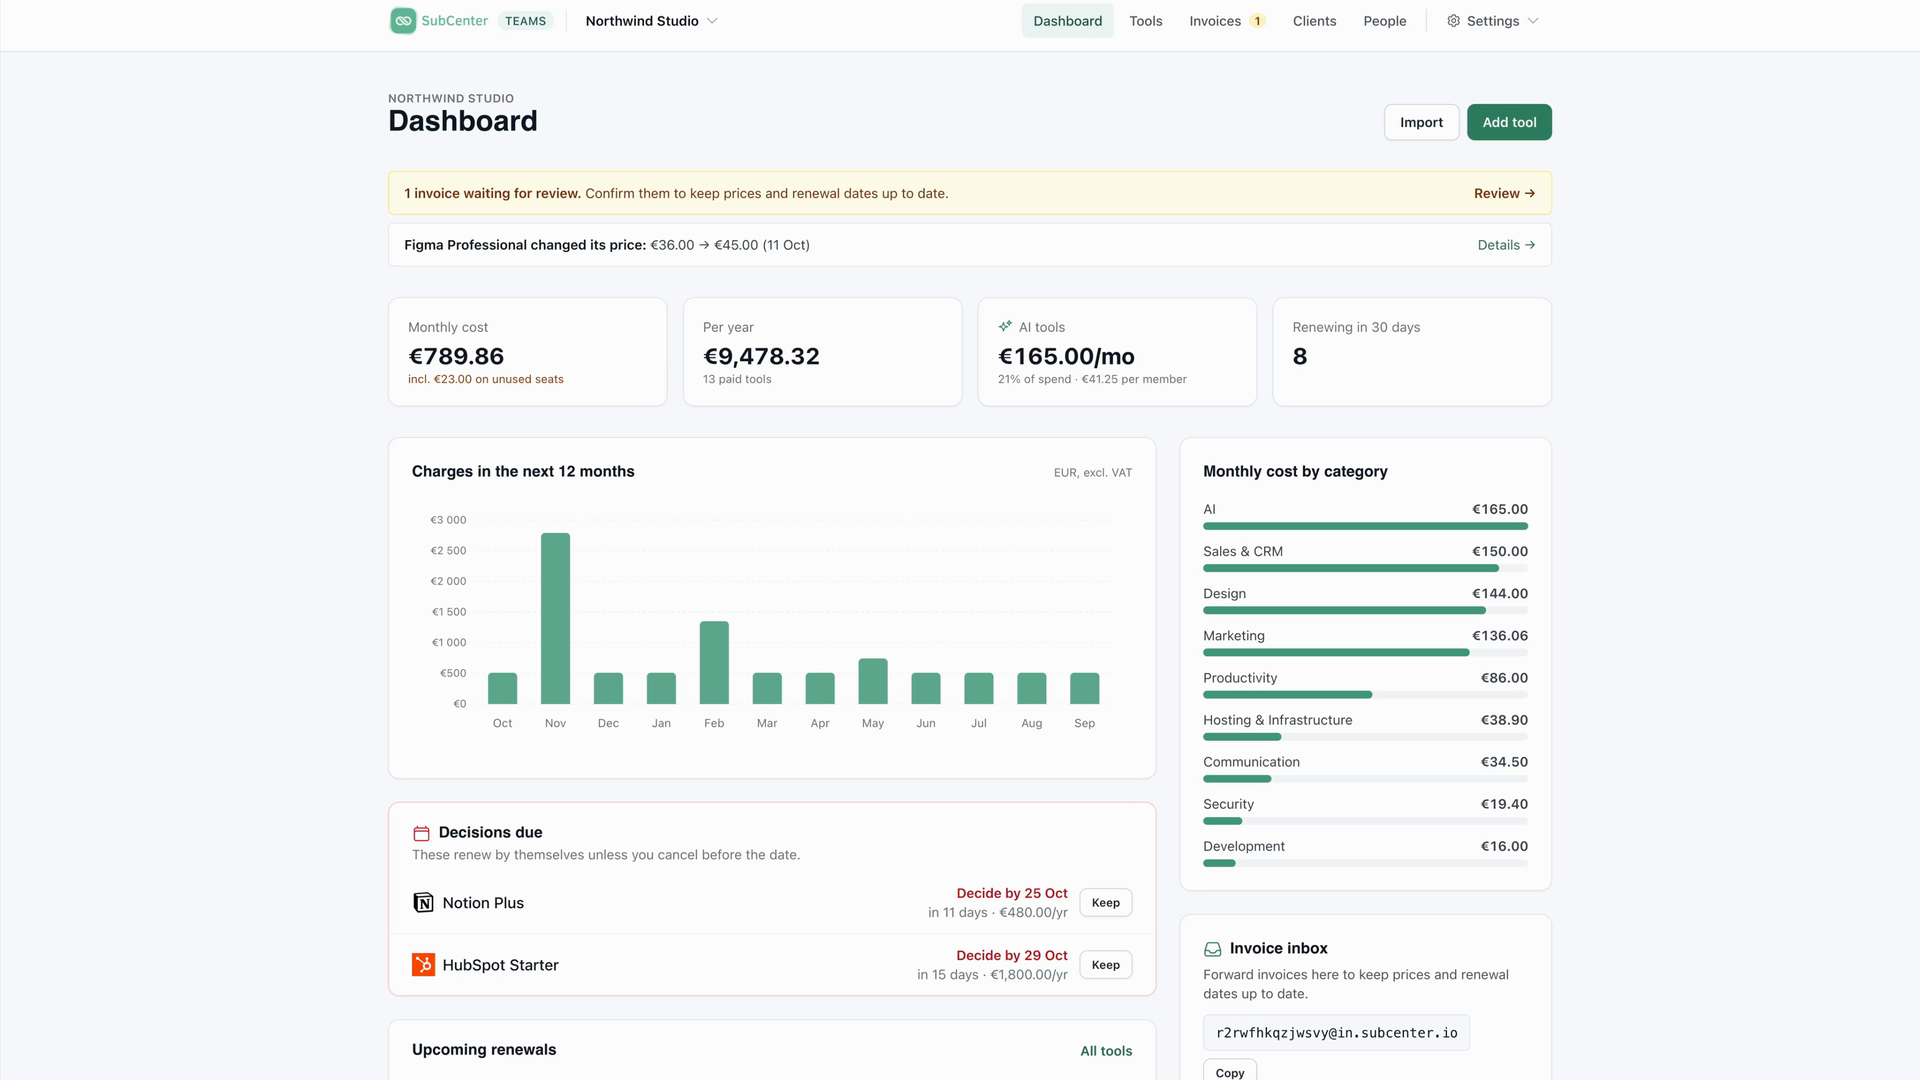 SubCenter TEAMS Northwind Studio Dashboard Tools Invoices 1 Clients People Settings
NORTHWIND STUDIO
Dashboard
Import Add tool
1 invoice waiting for review. Confirm them to keep prices and renewal dates up to date. Review →
Figma Professional changed its price: €36.00 → €45.00 (11 Oct) Details →
Monthly cost
€789.86
incl. €23.00 on unused seats
Per year
€9,478.32
13 paid tools
AI tools
€165.00/mo
21% of spend · €41.25 per member
Renewing in 30 days
8
Charges in the next 12 months EUR, excl. VAT
€3 000
€2 500
€2 000
€1 500
€1 000
€500
€0
Oct Nov Dec Jan Feb Mar Apr May Jun Jul Aug Sep
Monthly cost by category
AI €165.00
Sales & CRM €150.00
Design €144.00
Marketing €136.06
Productivity €86.00
Hosting & Infrastructure €38.90
Communication €34.50
Security €19.40
Development €16.00
Decisions due
These renew by themselves unless you cancel before the date.
Notion Plus
Decide by 25 Oct
in 11 days · €480.00/yr
Keep
HubSpot Starter
Decide by 29 Oct
in 15 days · €1,800.00/yr
Keep
Invoice inbox
Forward invoices here to keep prices and renewal
dates up to date.
r2rwfhkqzjwsvy@in.subcenter.io
Copy
Upcoming renewals All tools